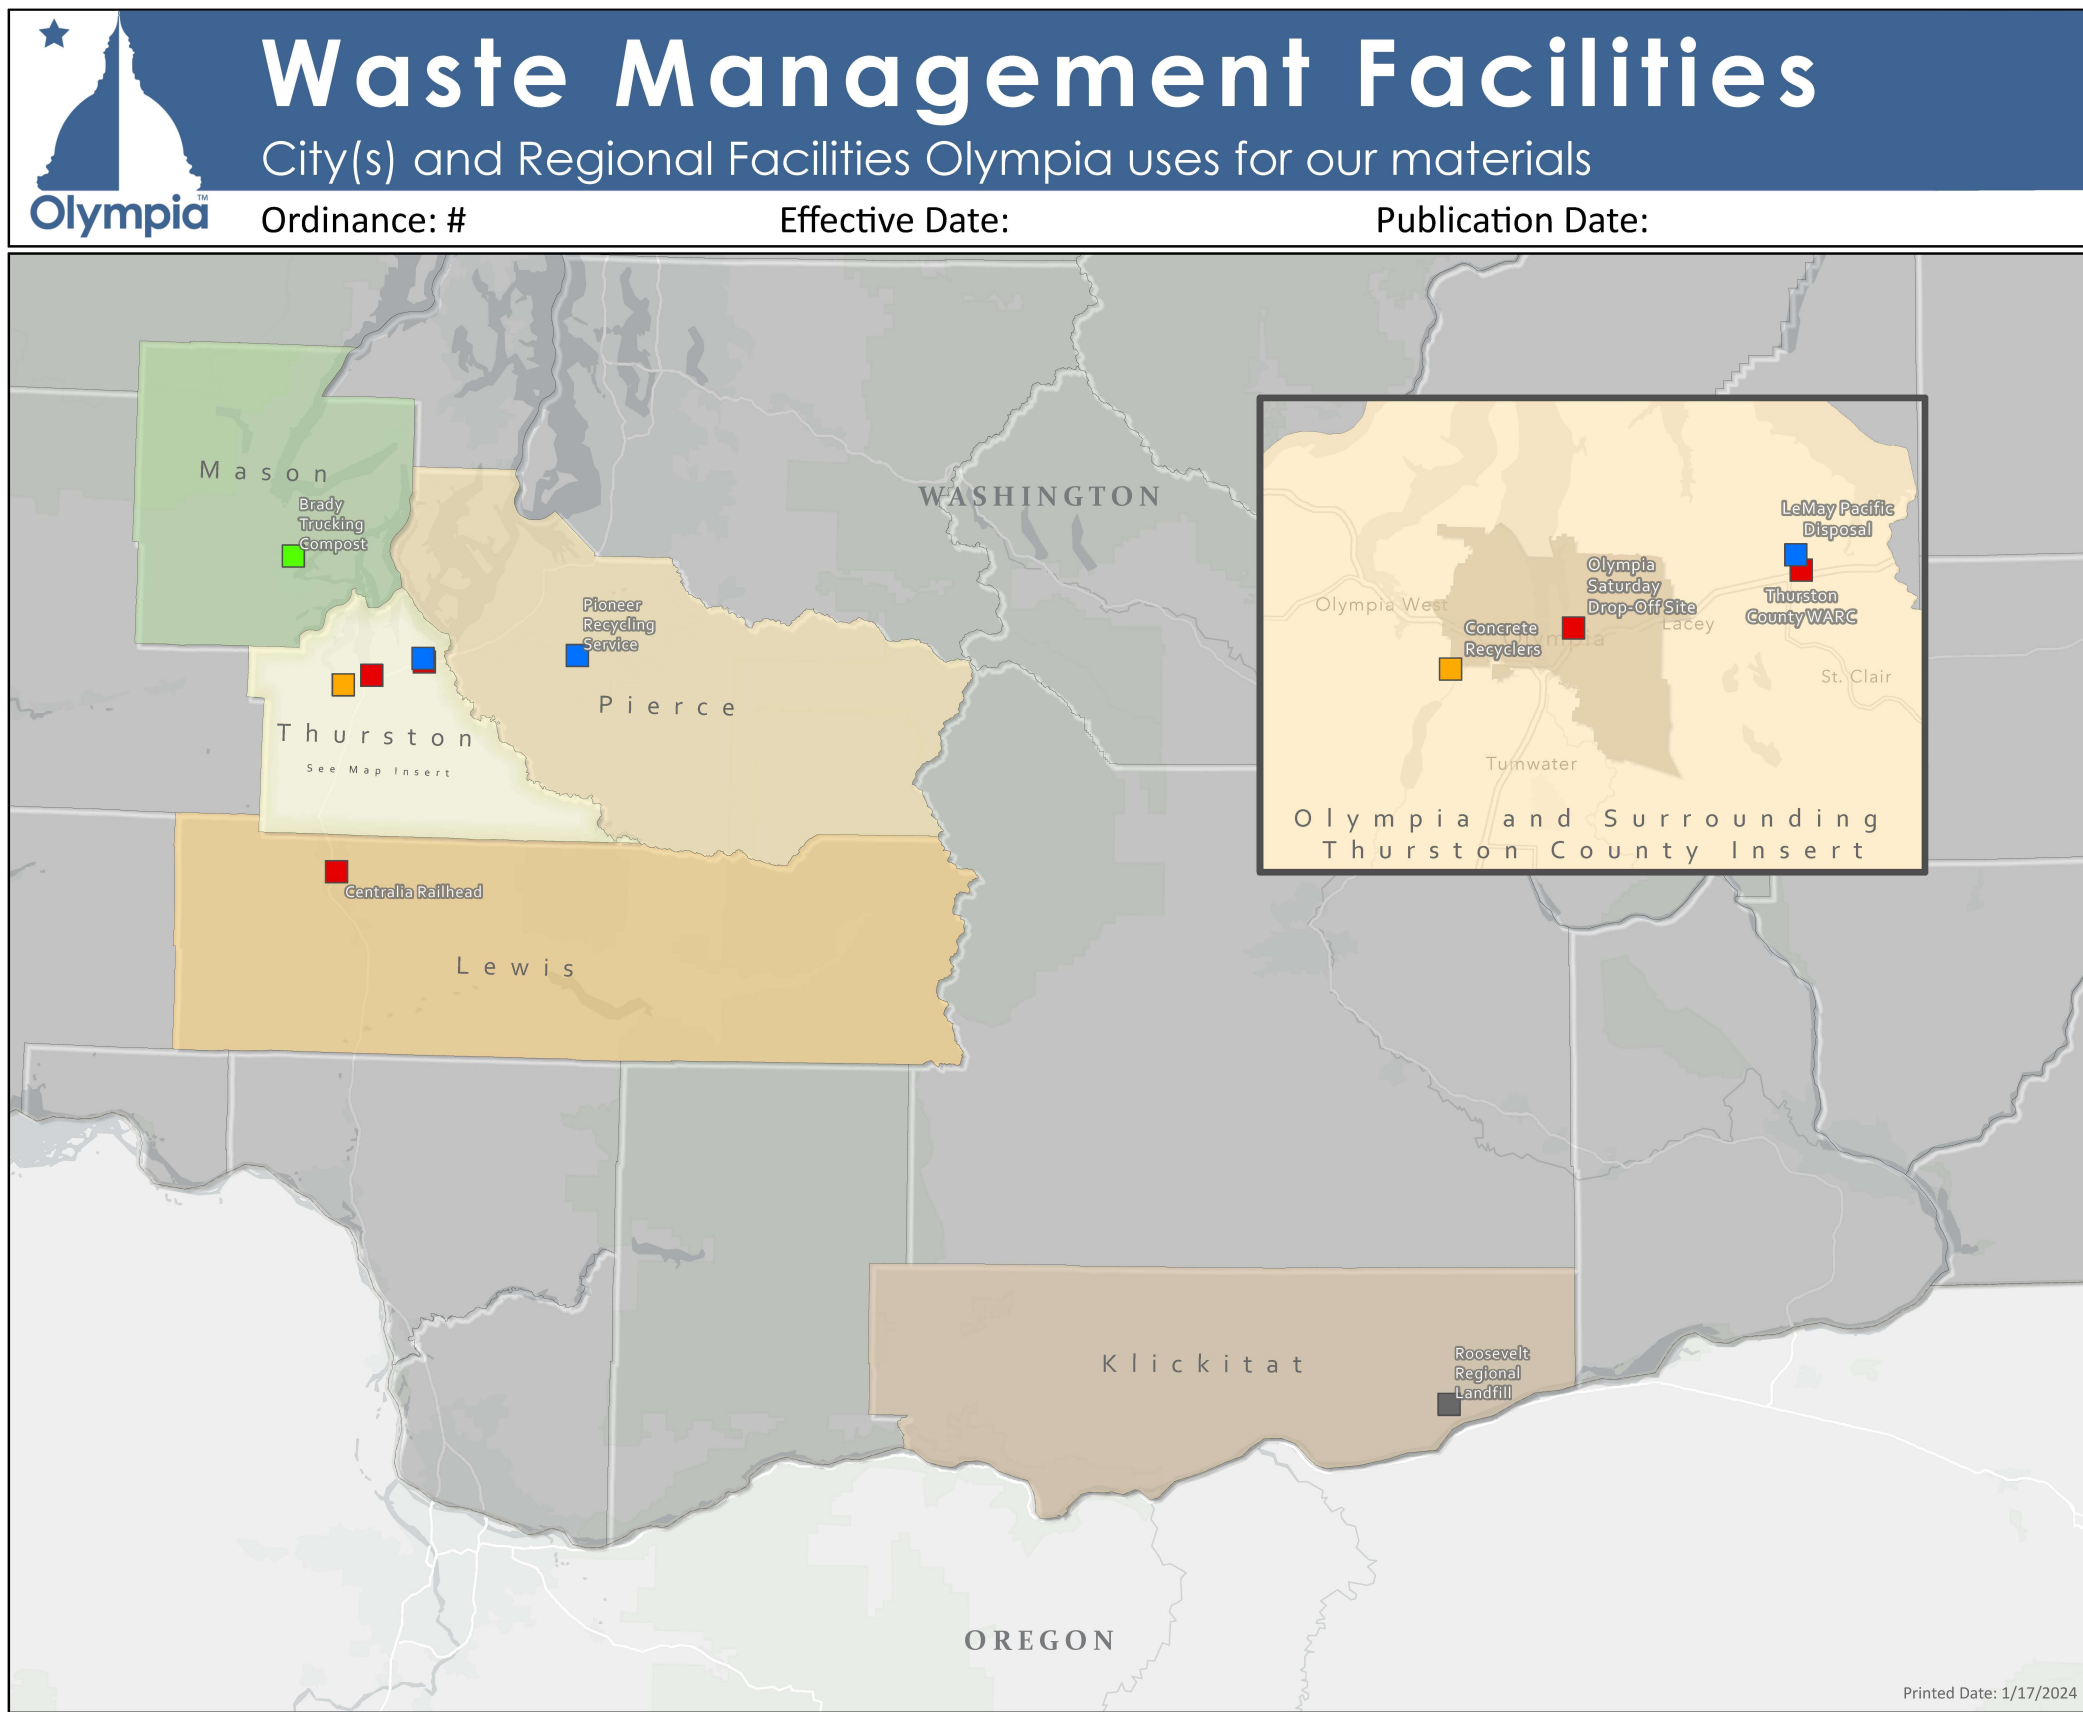 Waste Management Facilities
City(s) and Regional Facilities Olympia uses for our materials
Olympia™
Ordinance: #
Effective Date:
Publication Date:
Mason
Brady
Trucking
Compost
WASHINGTON
Pioneer
Recycling
Service
Pierce
Thurston
See Map Insert
Centralia Railhead
Lewis
LeMay Pacific
Disposal
Olympia
Saturday
Drop-Off Site
Thurston
County WARC
Olympia West
Concrete
Recyclers
Olympia
Lacey
St. Clair
Tumwater
Olympia and Surrounding
Thurston County Insert
Klickitat
Roosevelt
Regional
Landfill
OREGON
Printed Date: 1/17/2024